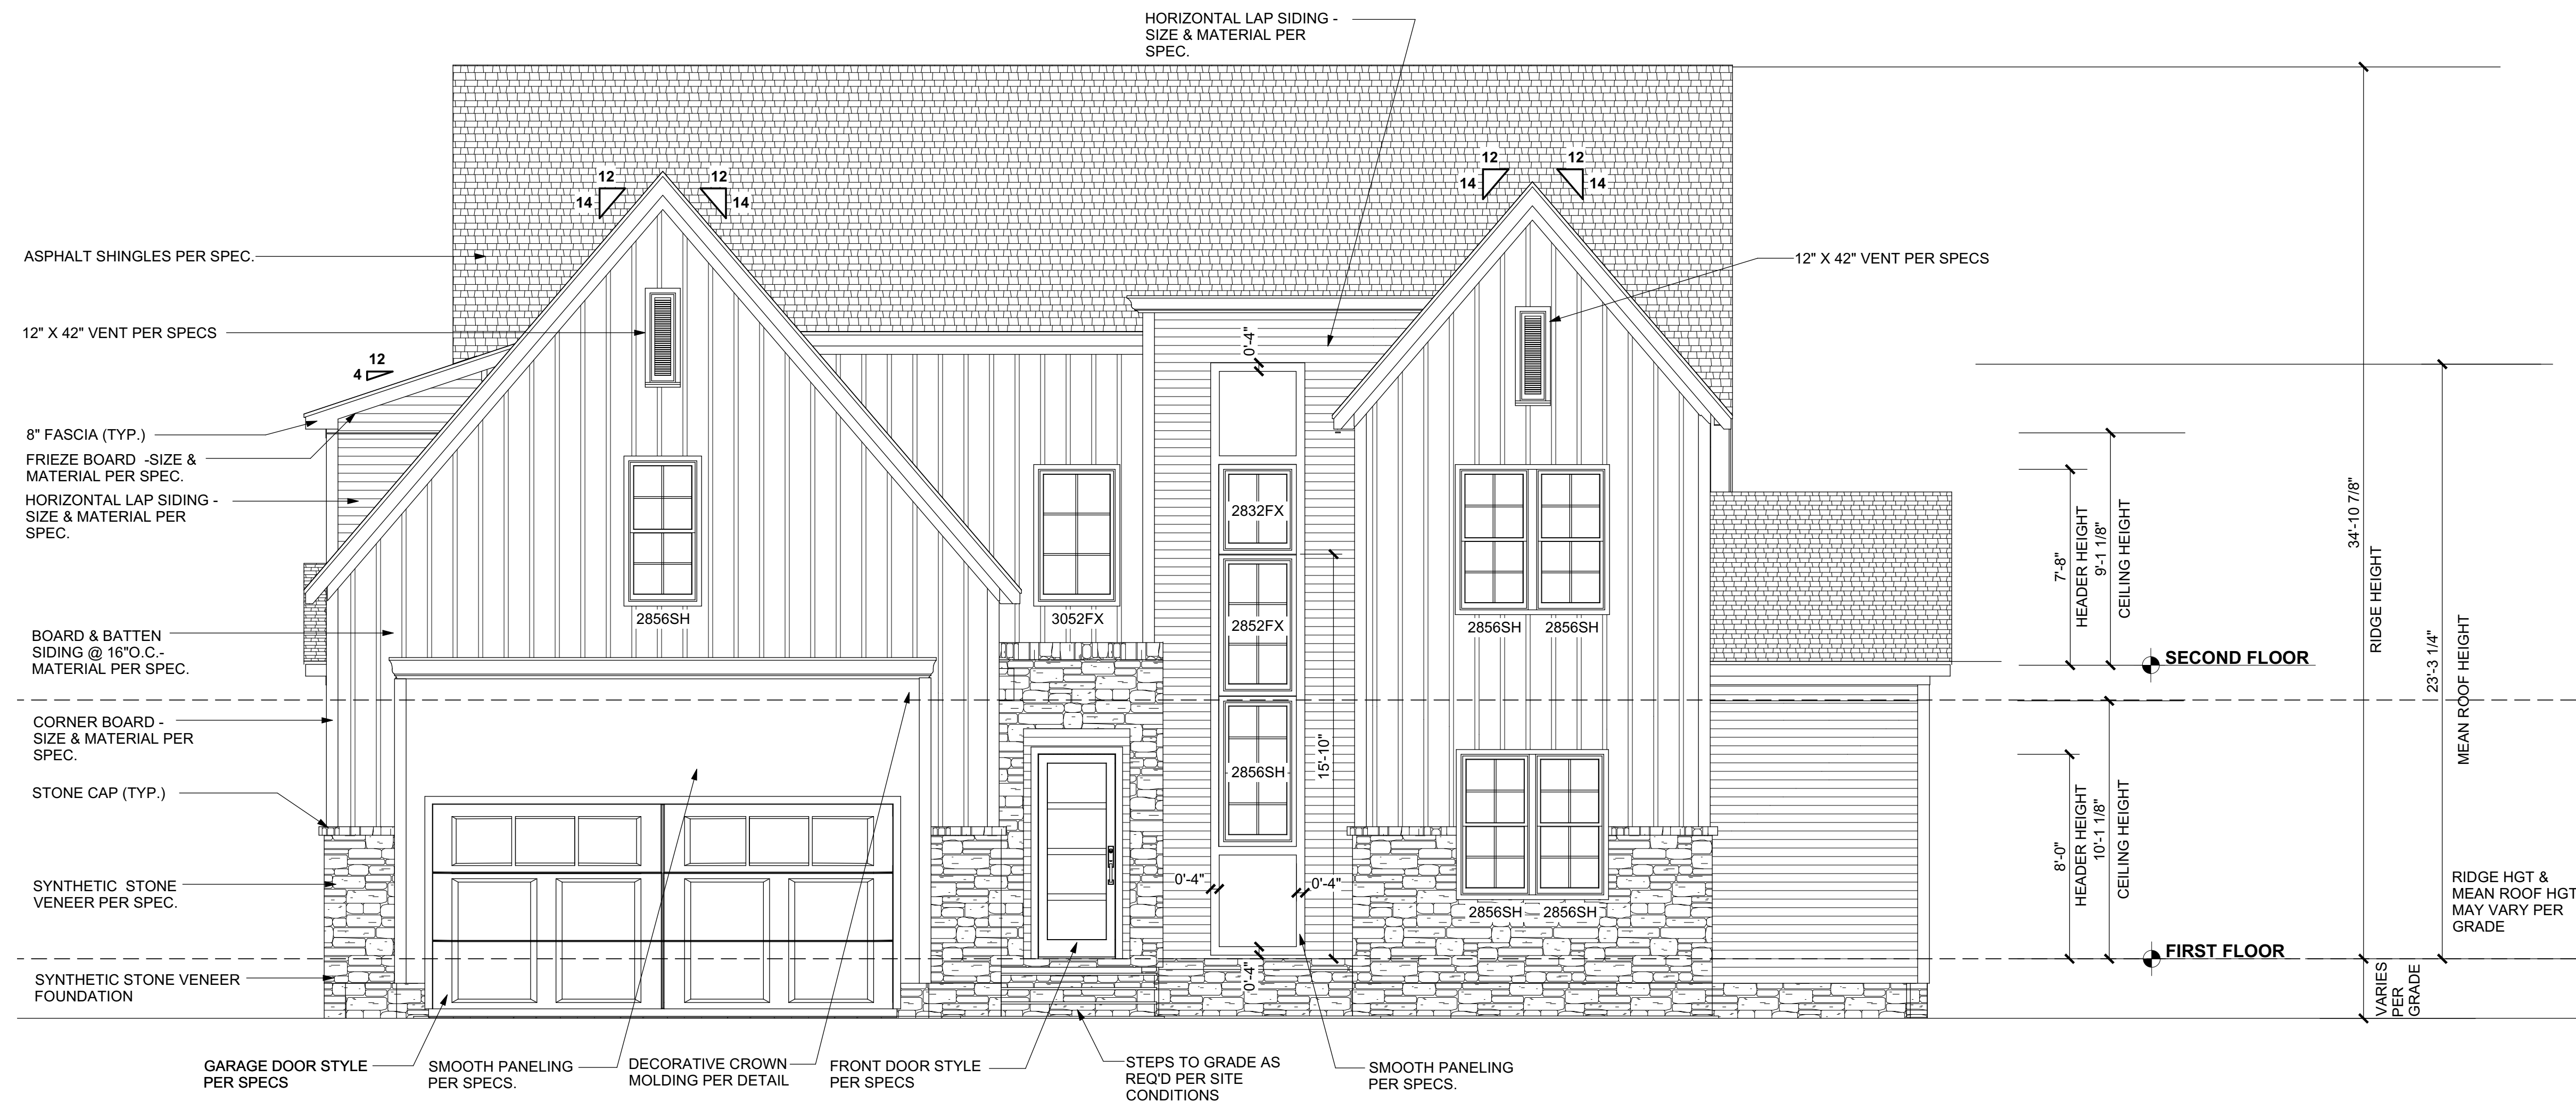 HORIZONTAL LAP SIDING -
SIZE & MATERIAL PER
SPEC.
12
14
12
14
12
14
12
14
ASPHALT SHINGLES PER SPEC.
12" X 42" VENT PER SPECS
12" X 42" VENT PER SPECS
12
4
0'-4"
8" FASCIA (TYP.)
FRIEZE BOARD -SIZE &
MATERIAL PER SPEC.
HORIZONTAL LAP SIDING -
SIZE & MATERIAL PER
SPEC.
2832FX
2852FX
2856SH
3052FX
2856SH
2856SH
2856SH
15'-10"
BOARD & BATTEN
SIDING @ 16"O.C.-
MATERIAL PER SPEC.
CORNER BOARD -
SIZE & MATERIAL PER
SPEC.
STONE CAP (TYP.)
SYNTHETIC STONE
VENEER PER SPEC.
SYNTHETIC STONE VENEER
FOUNDATION
0'-4"
0'-4"
0'-4"
2856SH
2856SH
7'-8"
HEADER HEIGHT
9'-1 1/8"
CEILING HEIGHT
SECOND FLOOR
8'-0"
HEADER HEIGHT
10'-1 1/8"
CEILING HEIGHT
FIRST FLOOR
34'-10 7/8"
RIDGE HEIGHT
23'-3 1/4"
MEAN ROOF HEIGHT
RIDGE HGT &
MEAN ROOF HGT
MAY VARY PER
GRADE
VARIES
PER
GRADE
GARAGE DOOR STYLE
PER SPECS
SMOOTH PANELING
PER SPECS.
DECORATIVE CROWN
MOLDING PER DETAIL
FRONT DOOR STYLE
PER SPECS
STEPS TO GRADE AS
REQ'D PER SITE
CONDITIONS
SMOOTH PANELING
PER SPECS.